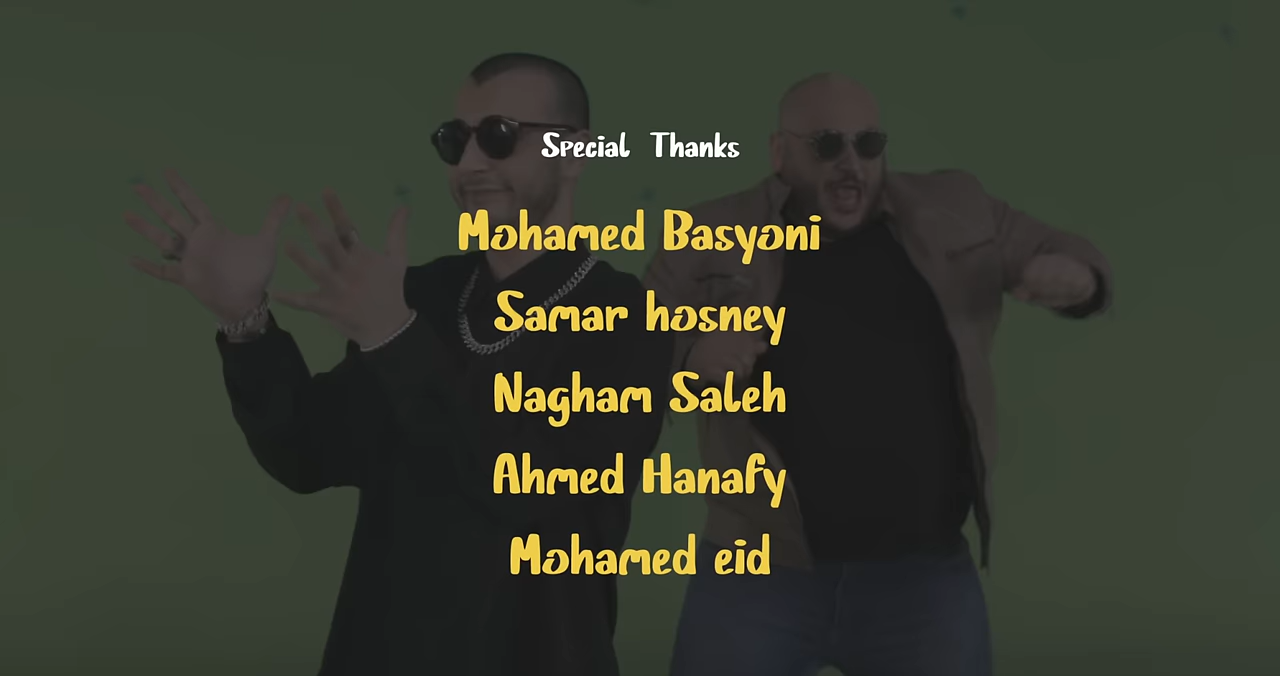 Special Thanks
Mohamed Basyoni
Samar hosney
Nagham Saleh
Ahmed Hanafy
Mohamed eid